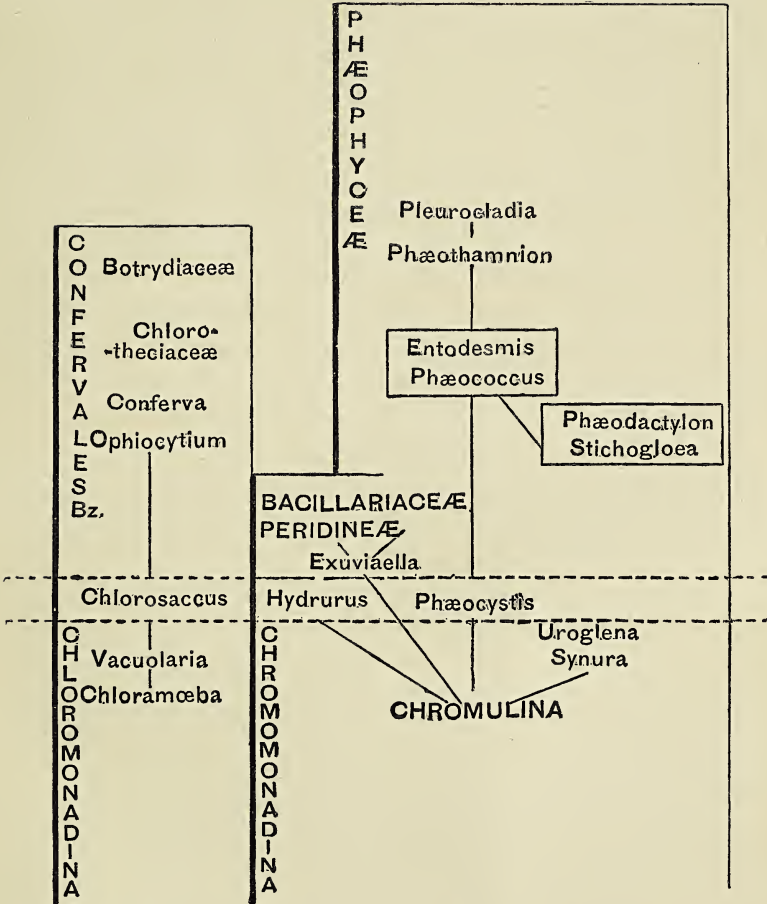 PHÆOPHYCEÆ
Pleurocladia
Phæothamnion
Entodesmis
Phæococcus
Phæodactylon
Stichogloea
CONFERVALES Bz.
Botrydiaceæ
Chloro-
-theciaceæ
Conferva
Ophiocytium
BACILLARIACEÆ
PERIDINEÆ
Exuviaella
Chlorosaccus
Hydrurus
Phæocystis
CHLOROMONADINA
Vacuolaria
Chloramœba
CHROMOMONADINA
Uroglena
Synura
CHROMULINA